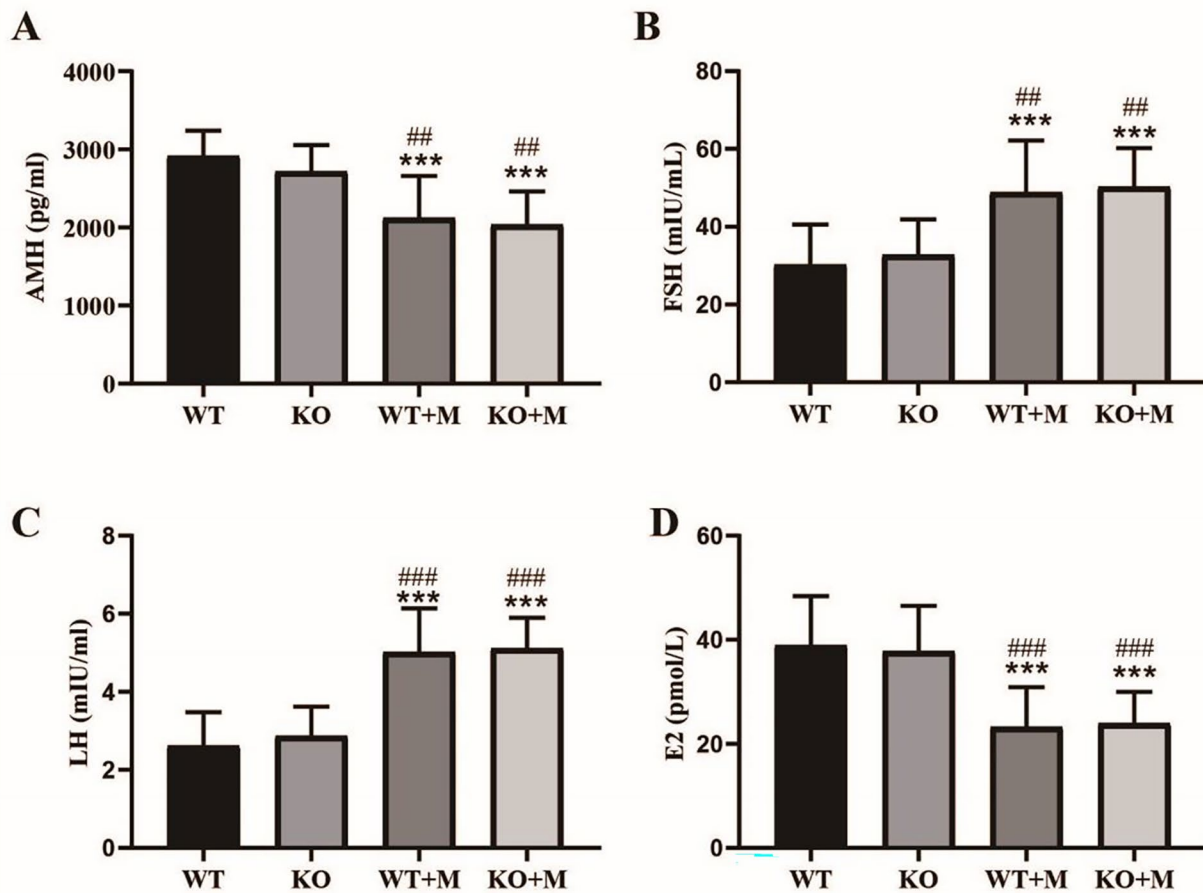 A
AMH (pg/ml)
4000
3000
2000
1000
0
## ##
*** ***
WT KO WT+M KO+M
B
FSH (mIU/mL)
80
60
40
20
0
## ##
*** ***
WT KO WT+M KO+M
C
LH (mIU/ml)
8
6
4
2
0
### ###
*** ***
WT KO WT+M KO+M
D
E2 (pmol/L)
60
40
20
0
### ###
*** ***
WT KO WT+M KO+M